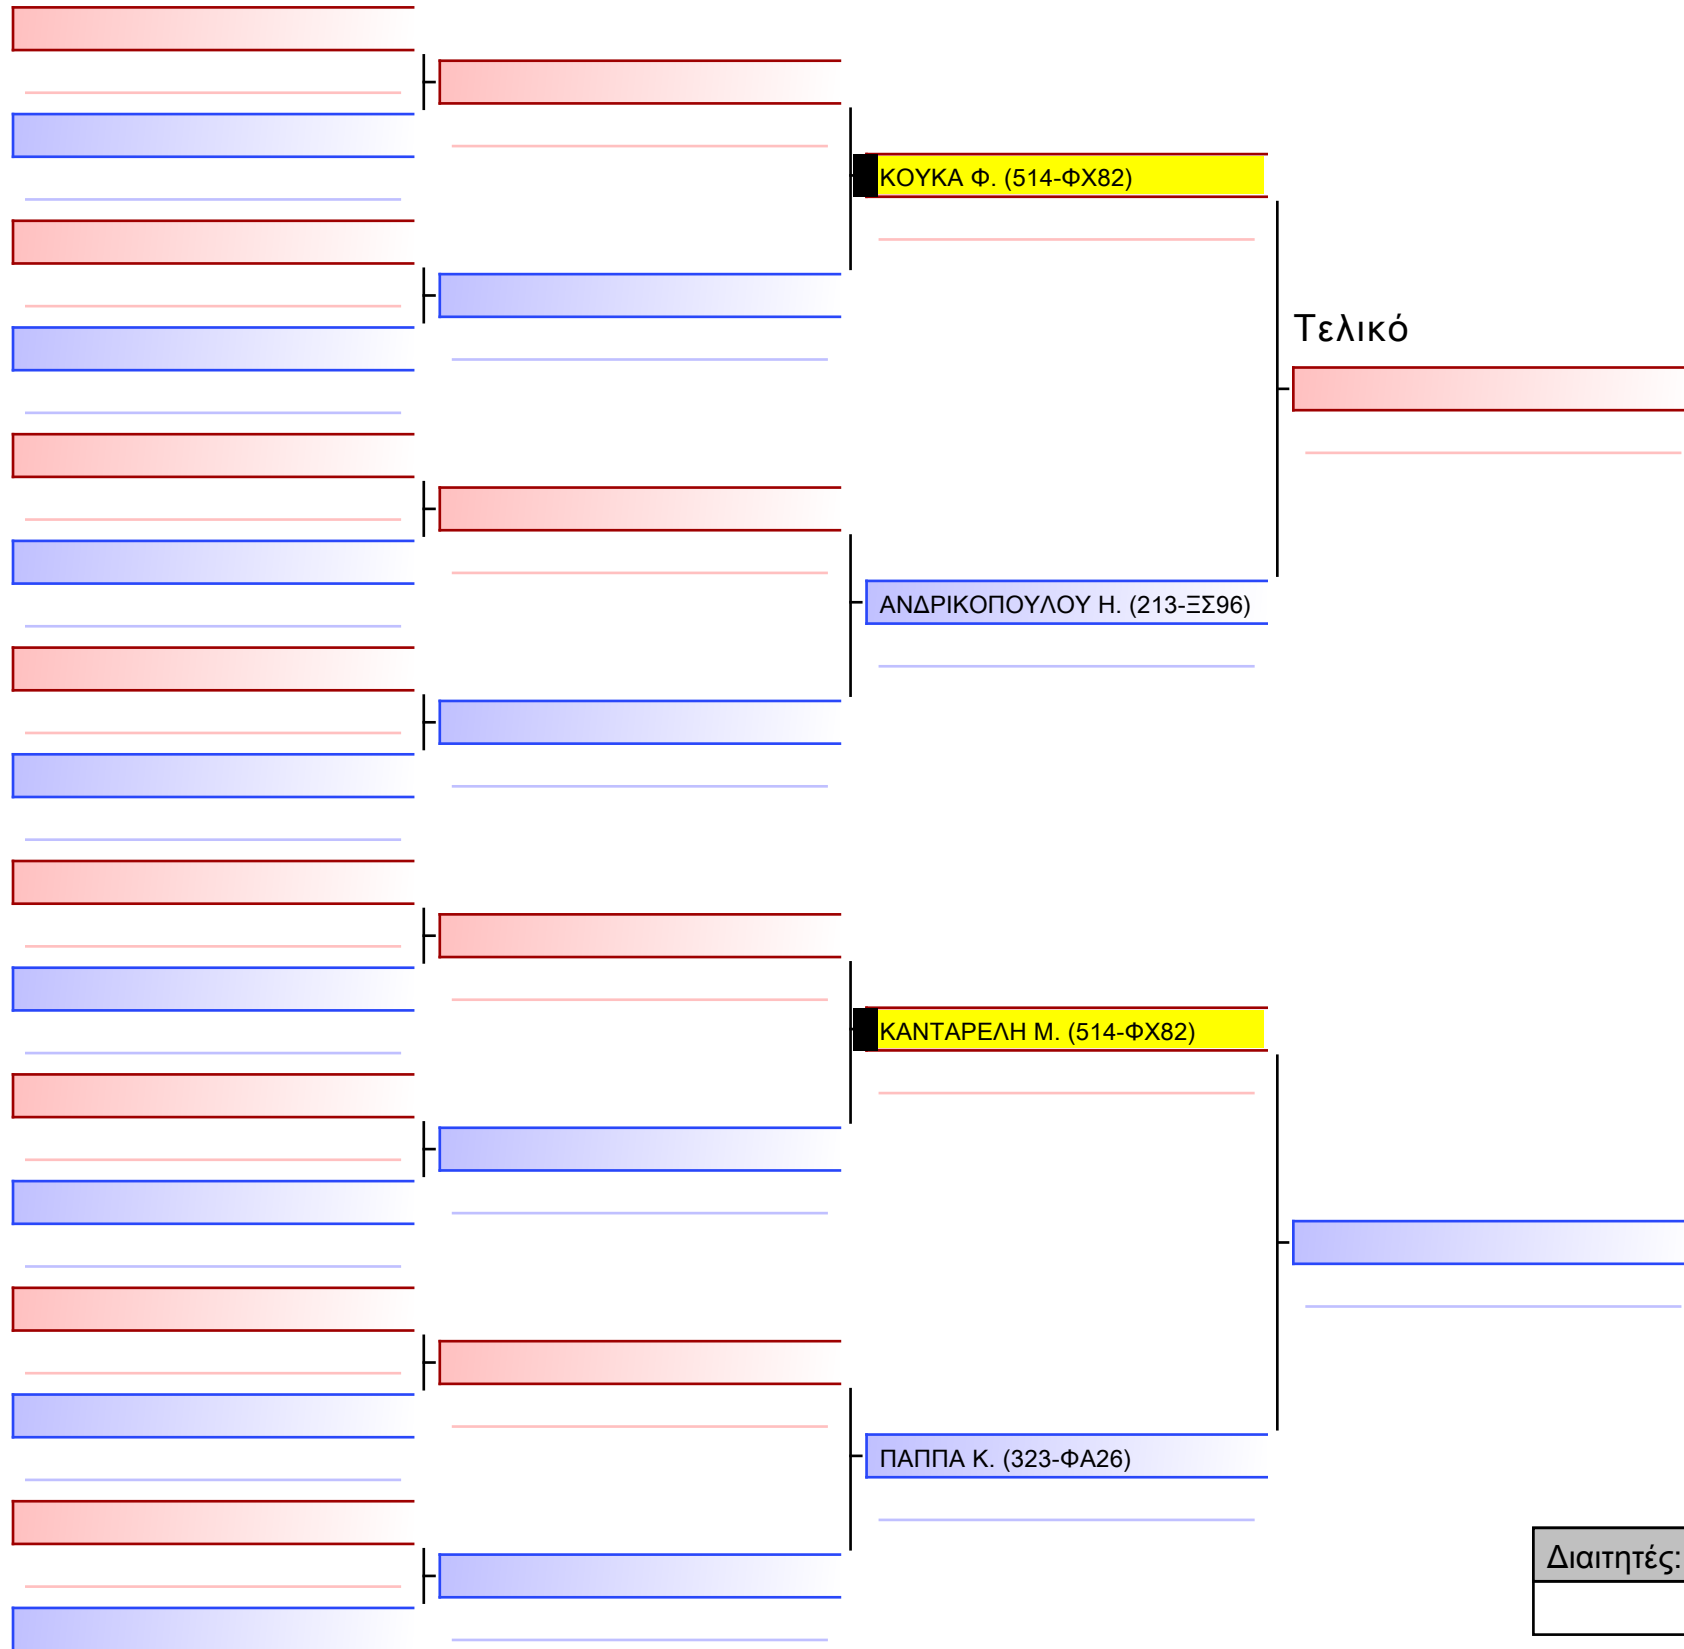 ΚΟΥΚΑ Φ. (514-ΦΧ82)
Τελικό
ΑΝΔΡΙΚΟΠΟΥΛΟΥ Η. (213-ΞΣ96)
ΚΑΝΤΑΡΕΛΗ Μ. (514-ΦΧ82)
ΠΑΠΠΑ Κ. (323-ΦΑ26)
Διαιτητές: